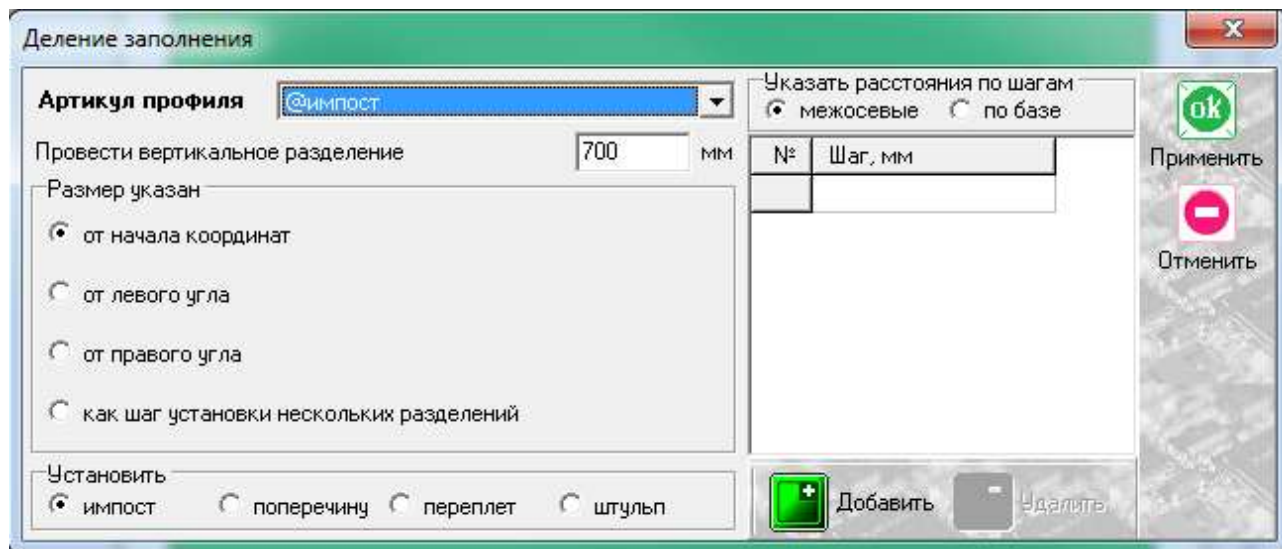 Деление заполнения
Артикул профиля @импост
Провести вертикальное разделение 700 мм
Размер указан
от начала координат
от левого угла
от правого угла
как шаг установки нескольких разделений
Установить
импост поперечину переплет штульп
Указать расстояния по шагам
межосевые по базе
№ Шаг, мм
Добавить Удалить
ok
Применить
Отменить